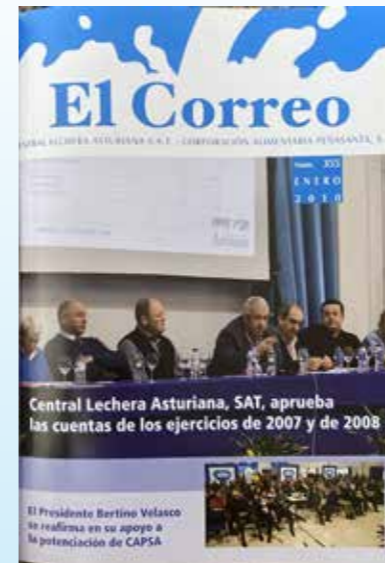 El Correo
CENTRAL LECHERA ASTURIANA S.A.T. - CORPORACIÓN ALIMENTARIA PEÑASANTA, S.A.
355
ENERO
2010
Central Lechera Asturiana, SAT, aprueba
las cuentas de los ejercicios de 2007 y de 2008
El Presidente Bertino Velasco
se reafirma en su apoyo a
la potenciación de CAPSA